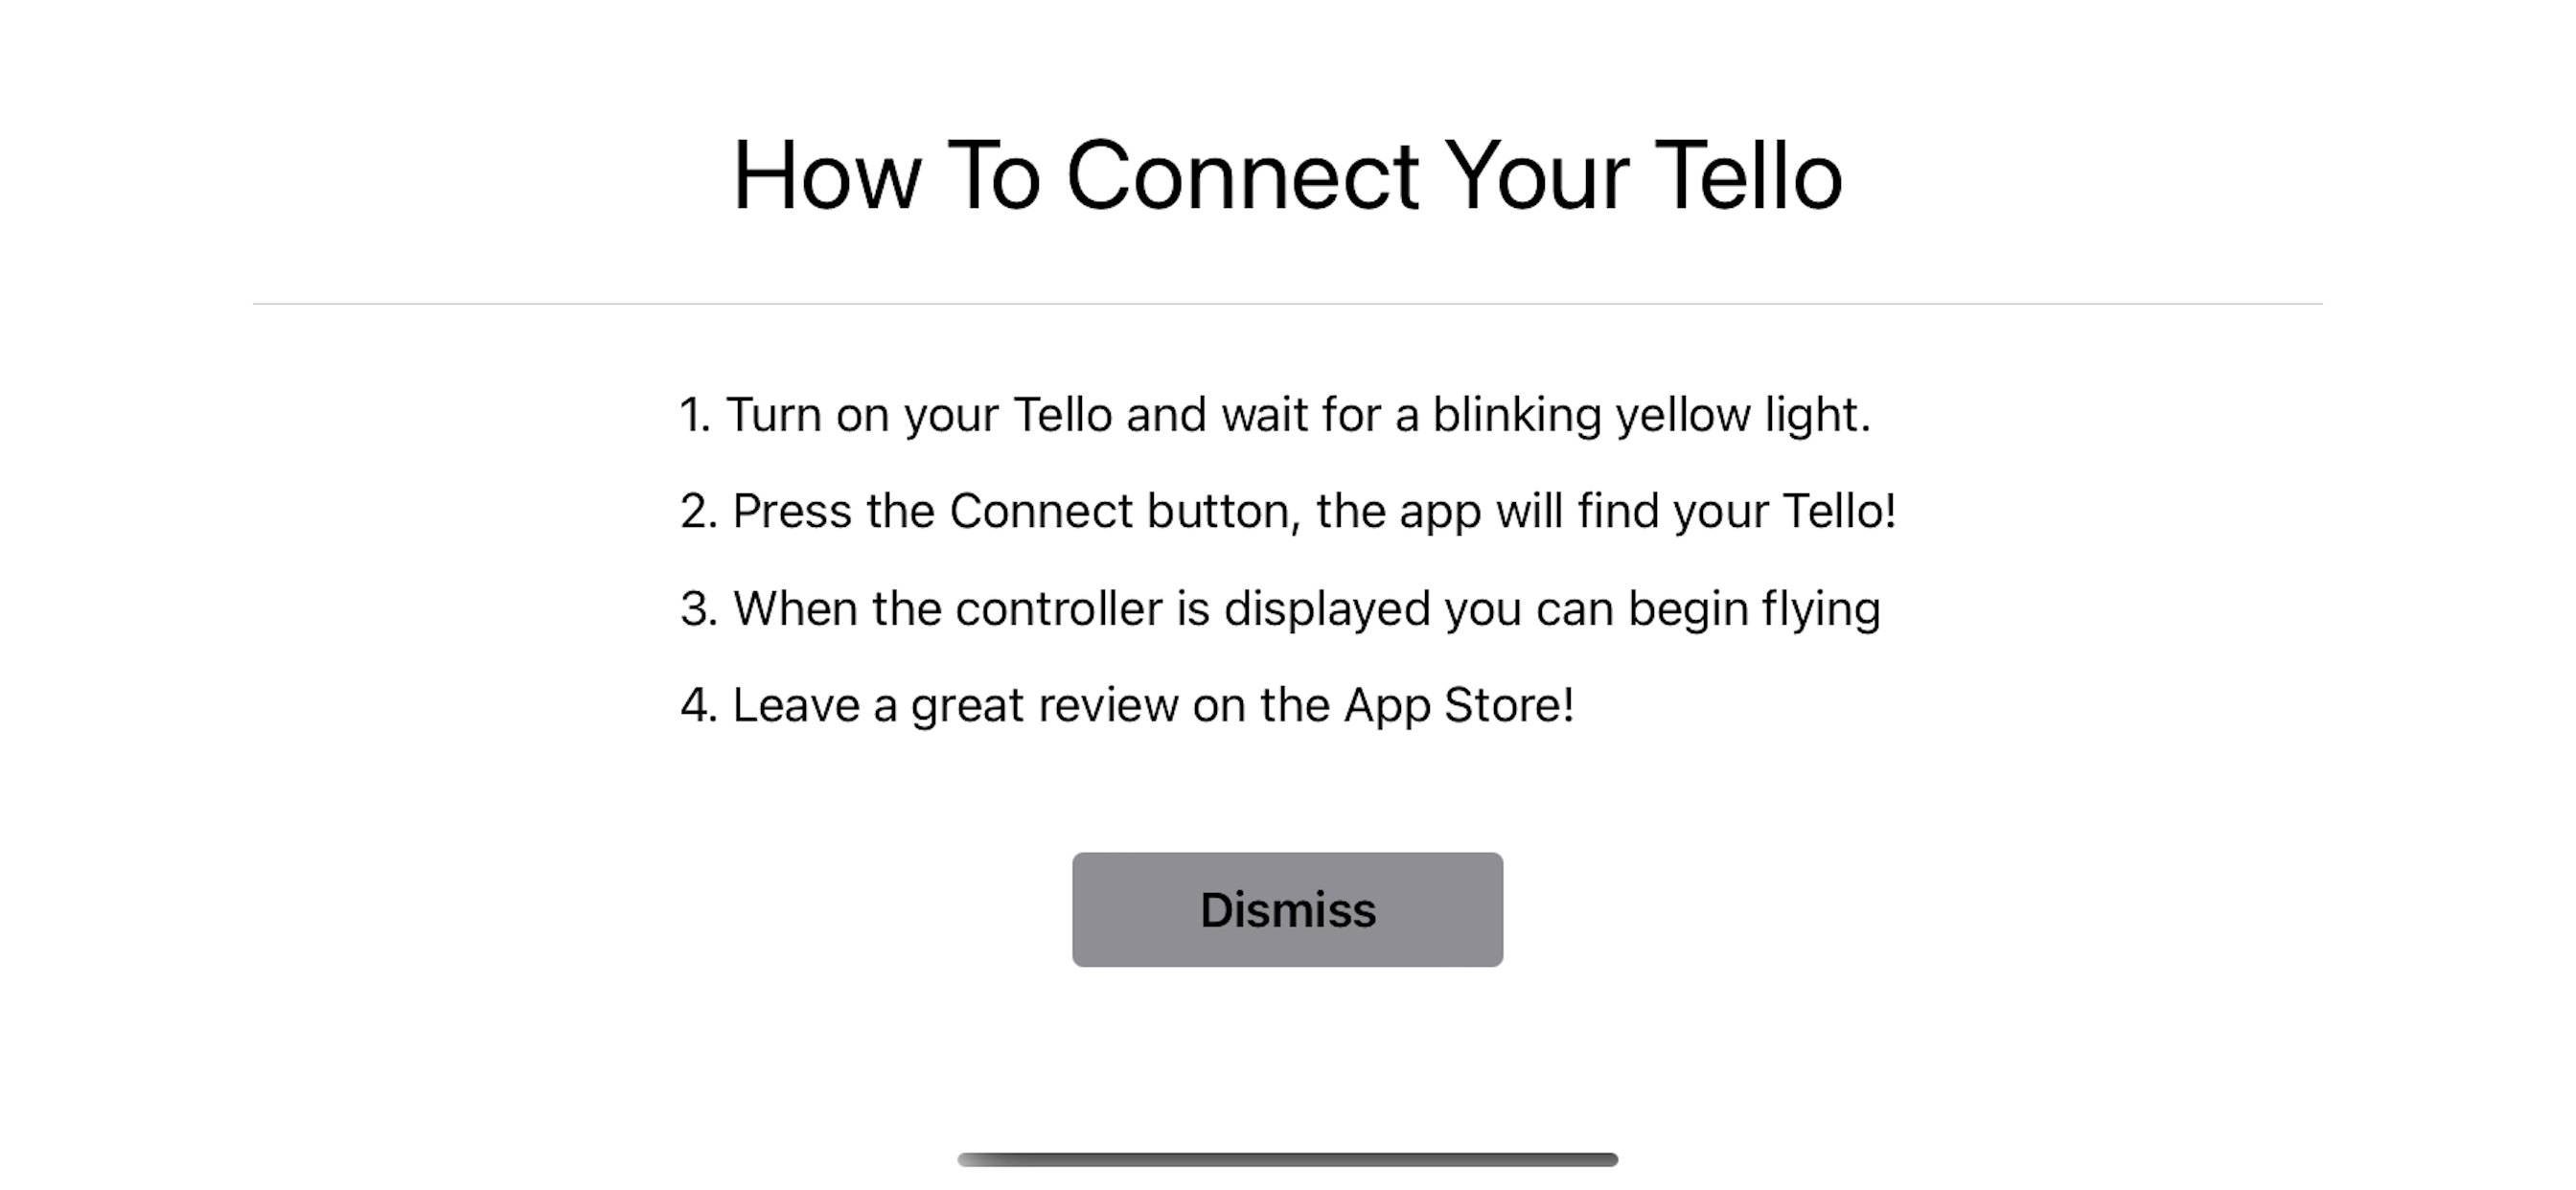 How To Connect Your Tello
1. Turn on your Tello and wait for a blinking yellow light.
2. Press the Connect button, the app will find your Tello!
3. When the controller is displayed you can begin flying
4. Leave a great review on the App Store!
Dismiss